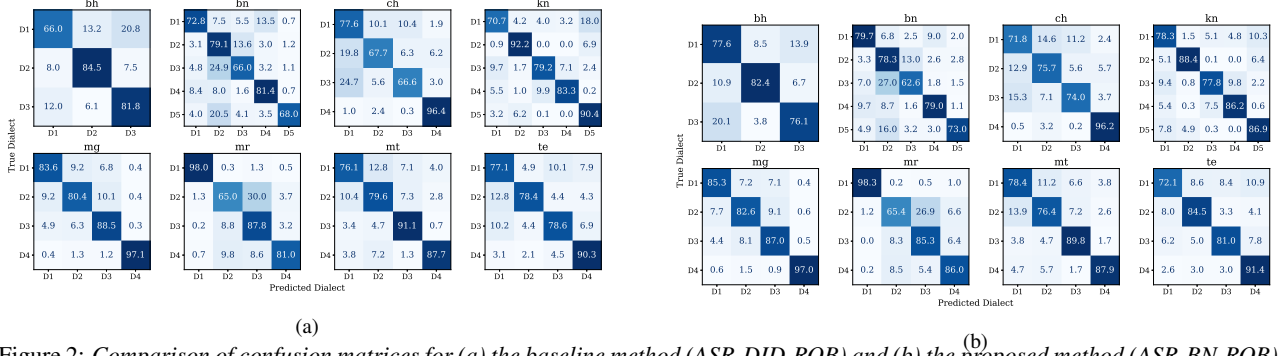 bh
bn
ch
kn
D1 66.0 13.2 20.8
D2 8.0 84.5 7.5
D3 12.0 6.1 81.8
D1 D2 D3
D1 72.8 7.5 5.5 13.5 0.7
D2 3.1 79.1 13.6 3.0 1.2
D3 4.8 24.9 66.0 3.2 1.1
D4 8.4 8.0 1.6 81.4 0.7
D5 4.0 20.5 4.1 3.5 68.0
D1 D2 D3 D4 D5
D1 77.6 10.1 10.4 1.9
D2 19.8 67.7 6.3 6.2
D3 24.7 5.6 66.6 3.0
D4 1.0 2.4 0.3 96.4
D1 D2 D3 D4
D1 70.7 4.2 4.0 3.2 18.0
D2 0.9 92.2 0.0 0.0 6.9
D3 9.7 1.7 79.2 7.1 2.4
D4 5.5 1.0 9.9 83.3 0.2
D5 3.2 6.2 0.1 0.0 90.4
D1 D2 D3 D4 D5
True Dialect
mg
mr
mt
te
D1 83.6 9.2 6.8 0.4
D2 9.2 80.4 10.1 0.4
D3 4.9 6.3 88.5 0.3
D4 0.4 1.3 1.2 97.1
D1 D2 D3 D4
D1 98.0 0.3 1.3 0.5
D2 1.3 65.0 30.0 3.7
D3 0.2 8.8 87.8 3.2
D4 0.7 9.8 8.6 81.0
D1 D2 D3 D4
D1 76.1 12.8 7.1 4.0
D2 10.4 79.6 7.3 2.8
D3 3.4 4.7 91.1 0.7
D4 3.8 7.2 1.3 87.7
D1 D2 D3 D4
D1 77.1 4.9 10.1 7.9
D2 12.8 78.4 4.4 4.3
D3 10.2 4.4 78.6 6.9
D4 3.1 2.1 4.5 90.3
D1 D2 D3 D4
Predicted Dialect
(a)
bh
bn
ch
kn
D1 77.6 8.5 13.9
D2 10.9 82.4 6.7
D3 20.1 3.8 76.1
D1 D2 D3
D1 79.7 6.8 2.5 9.0 2.0
D2 3.3 78.3 13.0 2.8 2.5
D3 7.0 27.0 62.6 1.8 1.5
D4 9.7 8.7 1.6 79.0 1.1
D5 4.9 16.0 3.2 3.0 73.0
D1 D2 D3 D4 D5
D1 71.8 14.6 11.2 2.4
D2 12.9 75.7 5.6 5.7
D3 15.3 7.1 74.0 3.7
D4 0.5 3.2 0.2 96.2
D1 D2 D3 D4
D1 78.3 1.5 5.1 4.8 10.3
D2 5.1 88.4 0.1 0.0 6.4
D3 9.4 0.8 77.8 9.8 2.2
D4 5.4 0.3 7.5 86.2 0.6
D5 7.8 4.9 0.3 0.0 86.9
D1 D2 D3 D4 D5
True Dialect
mg
mr
mt
te
D1 85.3 7.2 7.1 0.4
D2 7.7 82.6 9.1 0.6
D3 4.4 8.1 87.0 0.5
D4 0.6 1.5 0.9 97.0
D1 D2 D3 D4
D1 98.3 0.2 0.5 1.0
D2 1.2 65.4 26.9 6.6
D3 0.0 8.3 85.3 6.4
D4 0.2 8.5 5.4 86.0
D1 D2 D3 D4
D1 78.4 11.2 6.6 3.8
D2 13.9 76.4 7.2 2.6
D3 3.8 4.7 89.8 1.7
D4 4.7 5.7 1.7 87.9
D1 D2 D3 D4
D1 72.1 8.6 8.4 10.9
D2 8.0 84.5 3.3 4.1
D3 6.2 5.0 81.0 7.8
D4 2.6 3.0 3.0 91.4
D1 D2 D3 D4
Predicted Dialect
(b)
Figure 2: Comparison of confusion matrices for (a) the baseline method (ASR-DID-ROB) and (b) the proposed method (ASR-BN-ROB)